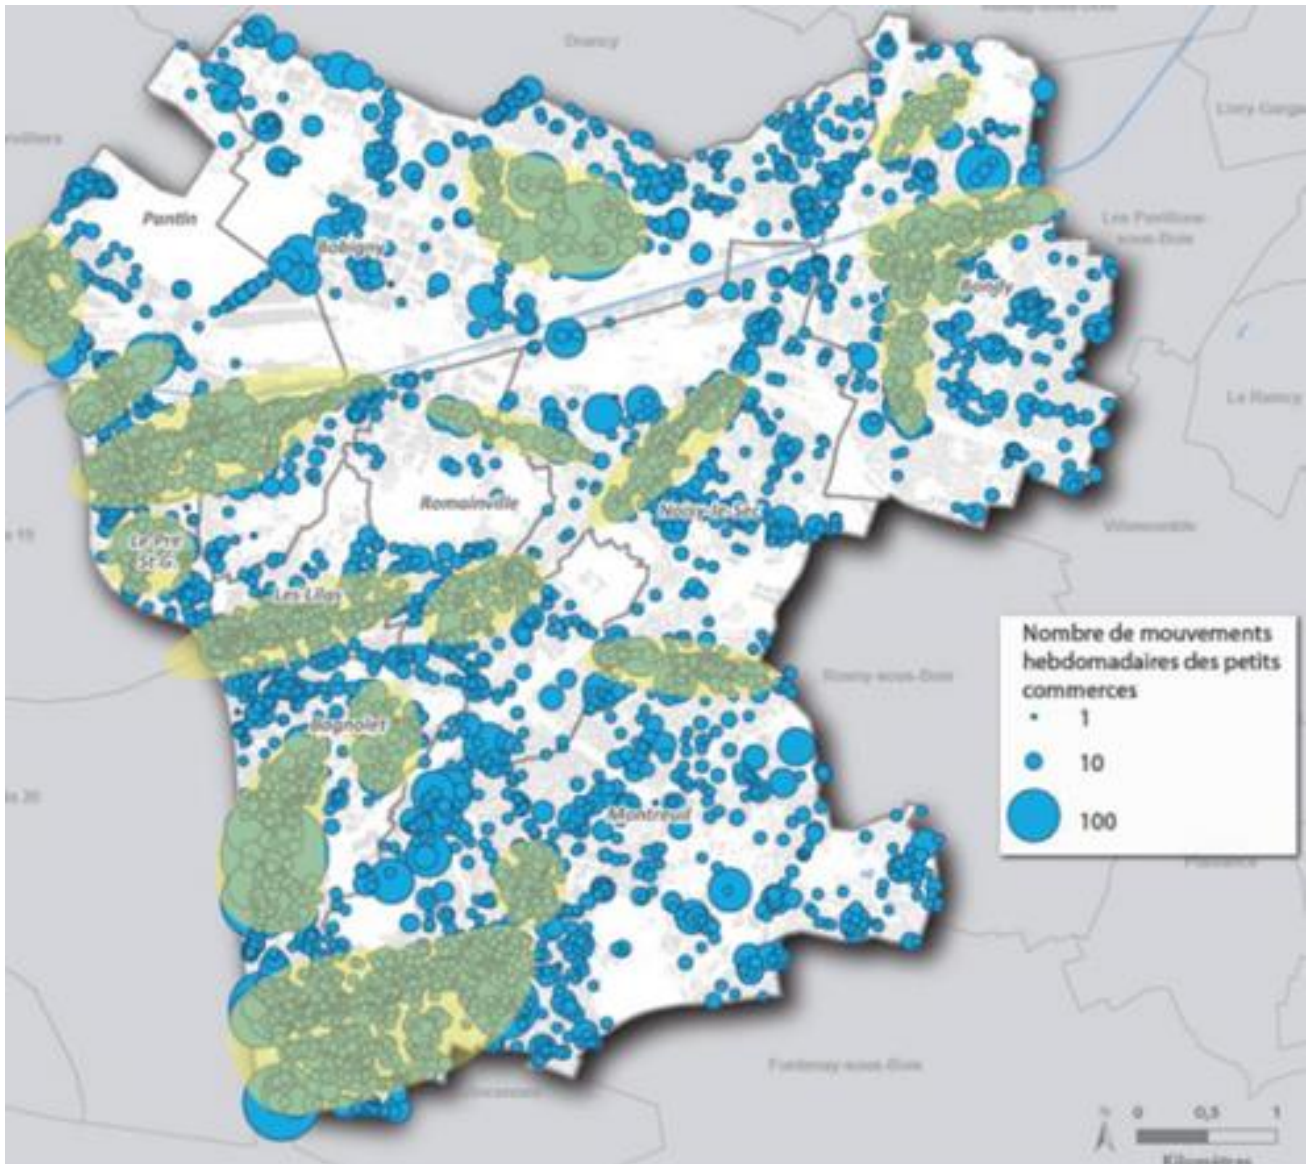 Drancy
Pantin
Bobigny
Les Pavillons-
sous-Bois
Bondy
Romainville
Noisy-le-Sec
Villemomble
Le Pré
St G.
Les Lilas
Nombre de mouvements
hebdomadaires des petits
commerces
1
10
100
Rosny-sous-Bois
Bagnolet
Montreuil
Fontenay-sous-Bois
N
0 0,5 1
Kilomètres